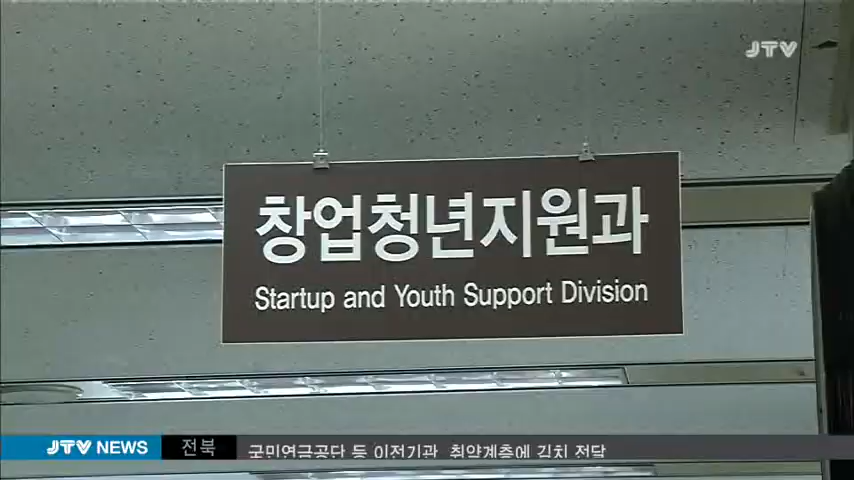 JTV
창업청년지원과
Startup and Youth Support Division
JTV NEWS 전북 국민연금공단 등 이전기관 취약계층에 김치 전달